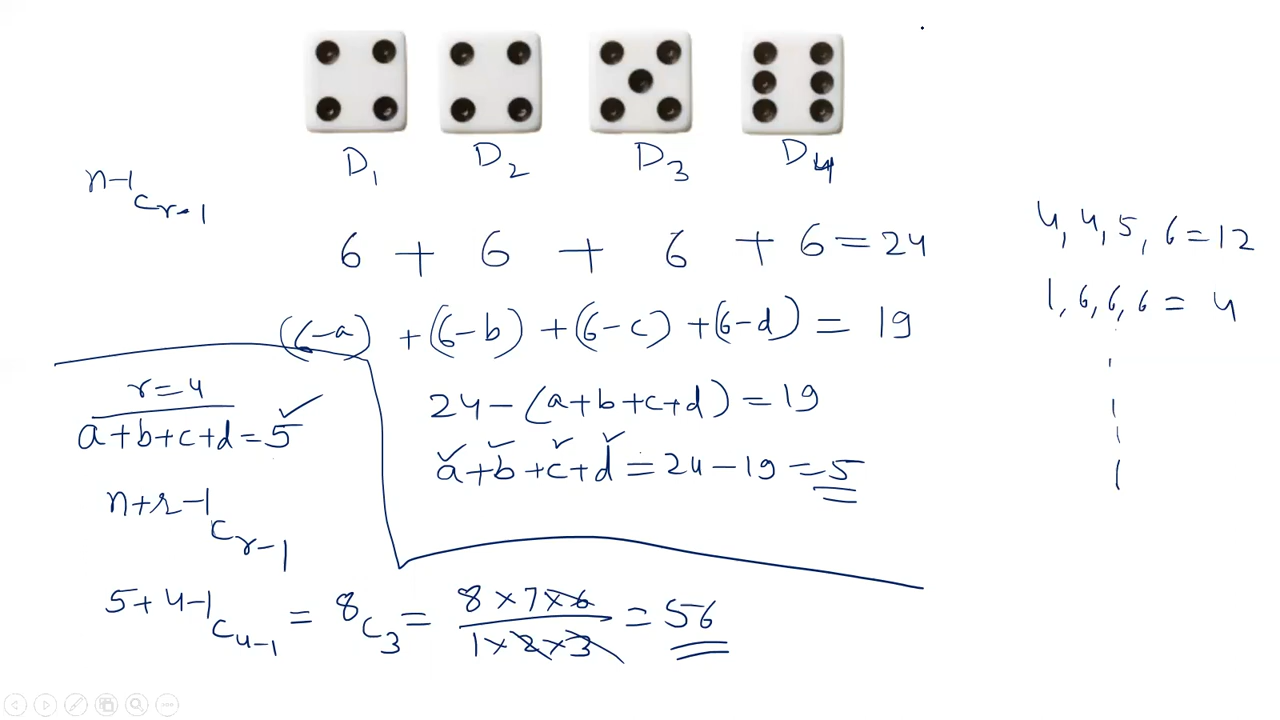 D1 D2 D3 D4
n-1Cr-1
6 + 6 + 6 + 6 = 24
4, 4, 5, 6 = 12
1, 6, 6, 6 = 4
(6-a) + (6-b) + (6-c) + (6-d) = 19
24 - (a+b+c+d) = 19
a+b+c+d = 24 - 19 = 5
r = 4
a+b+c+d = 5
n+r-1Cr-1
5+4-1C4-1 = 8C3 = 8×7×6 / 1×2×3 = 56